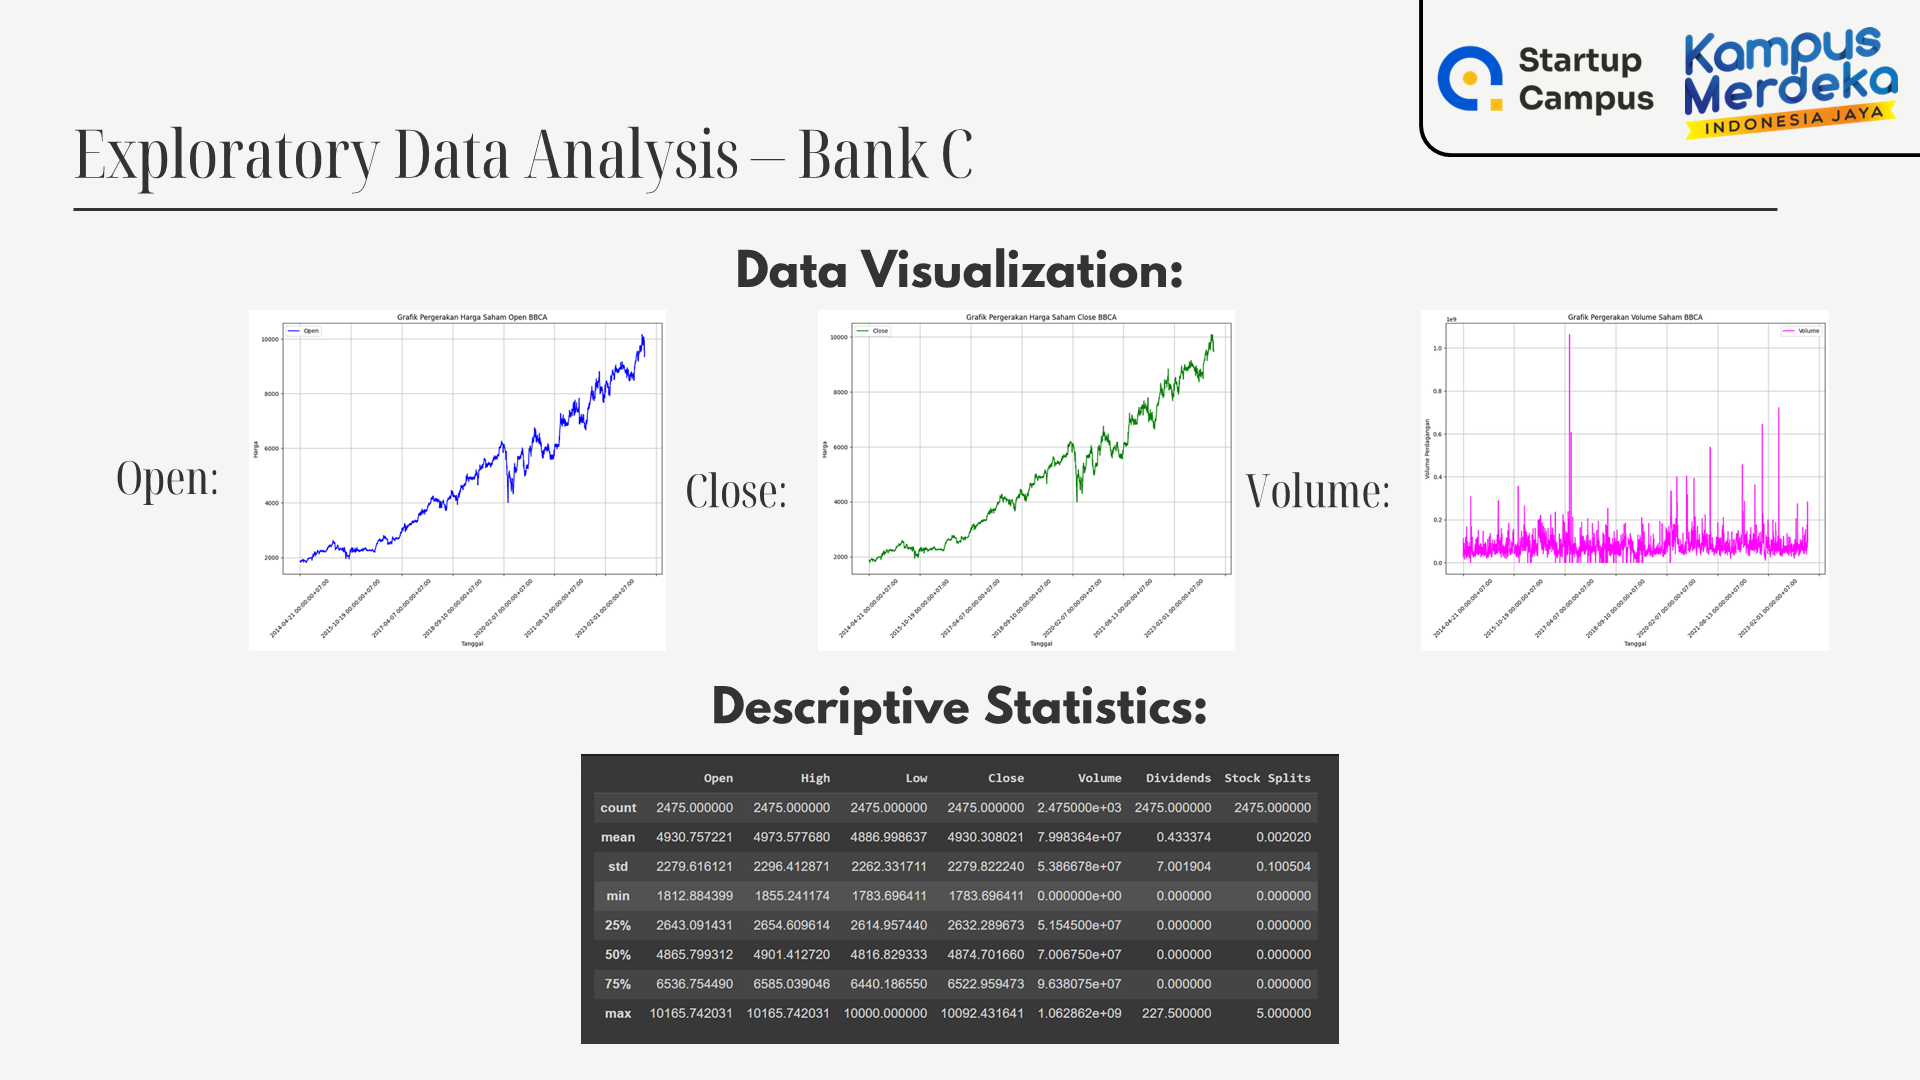 Startup
Campus
Kampus
Merdeka
INDONESIA JAYA
Exploratory Data Analysis – Bank C
Data Visualization:
Open:
Grafik Pergerakan Harga Saham Open BBCA
Open
10000
8000
6000
4000
2000
Harga
2014-04-21 00:00:00+07:00
2015-10-19 00:00:00+07:00
2017-04-07 00:00:00+07:00
2018-09-10 00:00:00+07:00
2020-02-07 00:00:00+07:00
2021-08-13 00:00:00+07:00
2023-02-01 00:00:00+07:00
Tanggal
Close:
Grafik Pergerakan Harga Saham Close BBCA
Close
10000
8000
6000
4000
2000
Harga
2014-04-21 00:00:00+07:00
2015-10-19 00:00:00+07:00
2017-04-07 00:00:00+07:00
2018-09-10 00:00:00+07:00
2020-02-07 00:00:00+07:00
2021-08-13 00:00:00+07:00
2023-02-01 00:00:00+07:00
Tanggal
Volume:
Grafik Pergerakan Volume Saham BBCA
1e9
Volume
1.0
0.8
0.6
0.4
0.2
0.0
Volume Perdagangan
2014-04-21 00:00:00+07:00
2015-10-19 00:00:00+07:00
2017-04-07 00:00:00+07:00
2018-09-10 00:00:00+07:00
2020-02-07 00:00:00+07:00
2021-08-13 00:00:00+07:00
2023-02-01 00:00:00+07:00
Tanggal
Descriptive Statistics:
Open High Low Close Volume Dividends Stock Splits
count 2475.000000 2475.000000 2475.000000 2475.000000 2.475000e+03 2475.000000 2475.000000
mean 4930.757221 4973.577680 4886.998637 4930.308021 7.998364e+07 0.433374 0.002020
std 2279.616121 2296.412871 2262.331711 2279.822240 5.386678e+07 7.001904 0.100504
min 1812.884399 1855.241174 1783.696411 1783.696411 0.000000e+00 0.000000 0.000000
25% 2643.091431 2654.609614 2614.957440 2632.289673 5.154500e+07 0.000000 0.000000
50% 4865.799312 4901.412720 4816.829333 4874.701660 7.006750e+07 0.000000 0.000000
75% 6536.754490 6585.039046 6440.186550 6522.959473 9.638075e+07 0.000000 0.000000
max 10165.742031 10165.742031 10000.000000 10092.431641 1.062862e+09 227.500000 5.000000